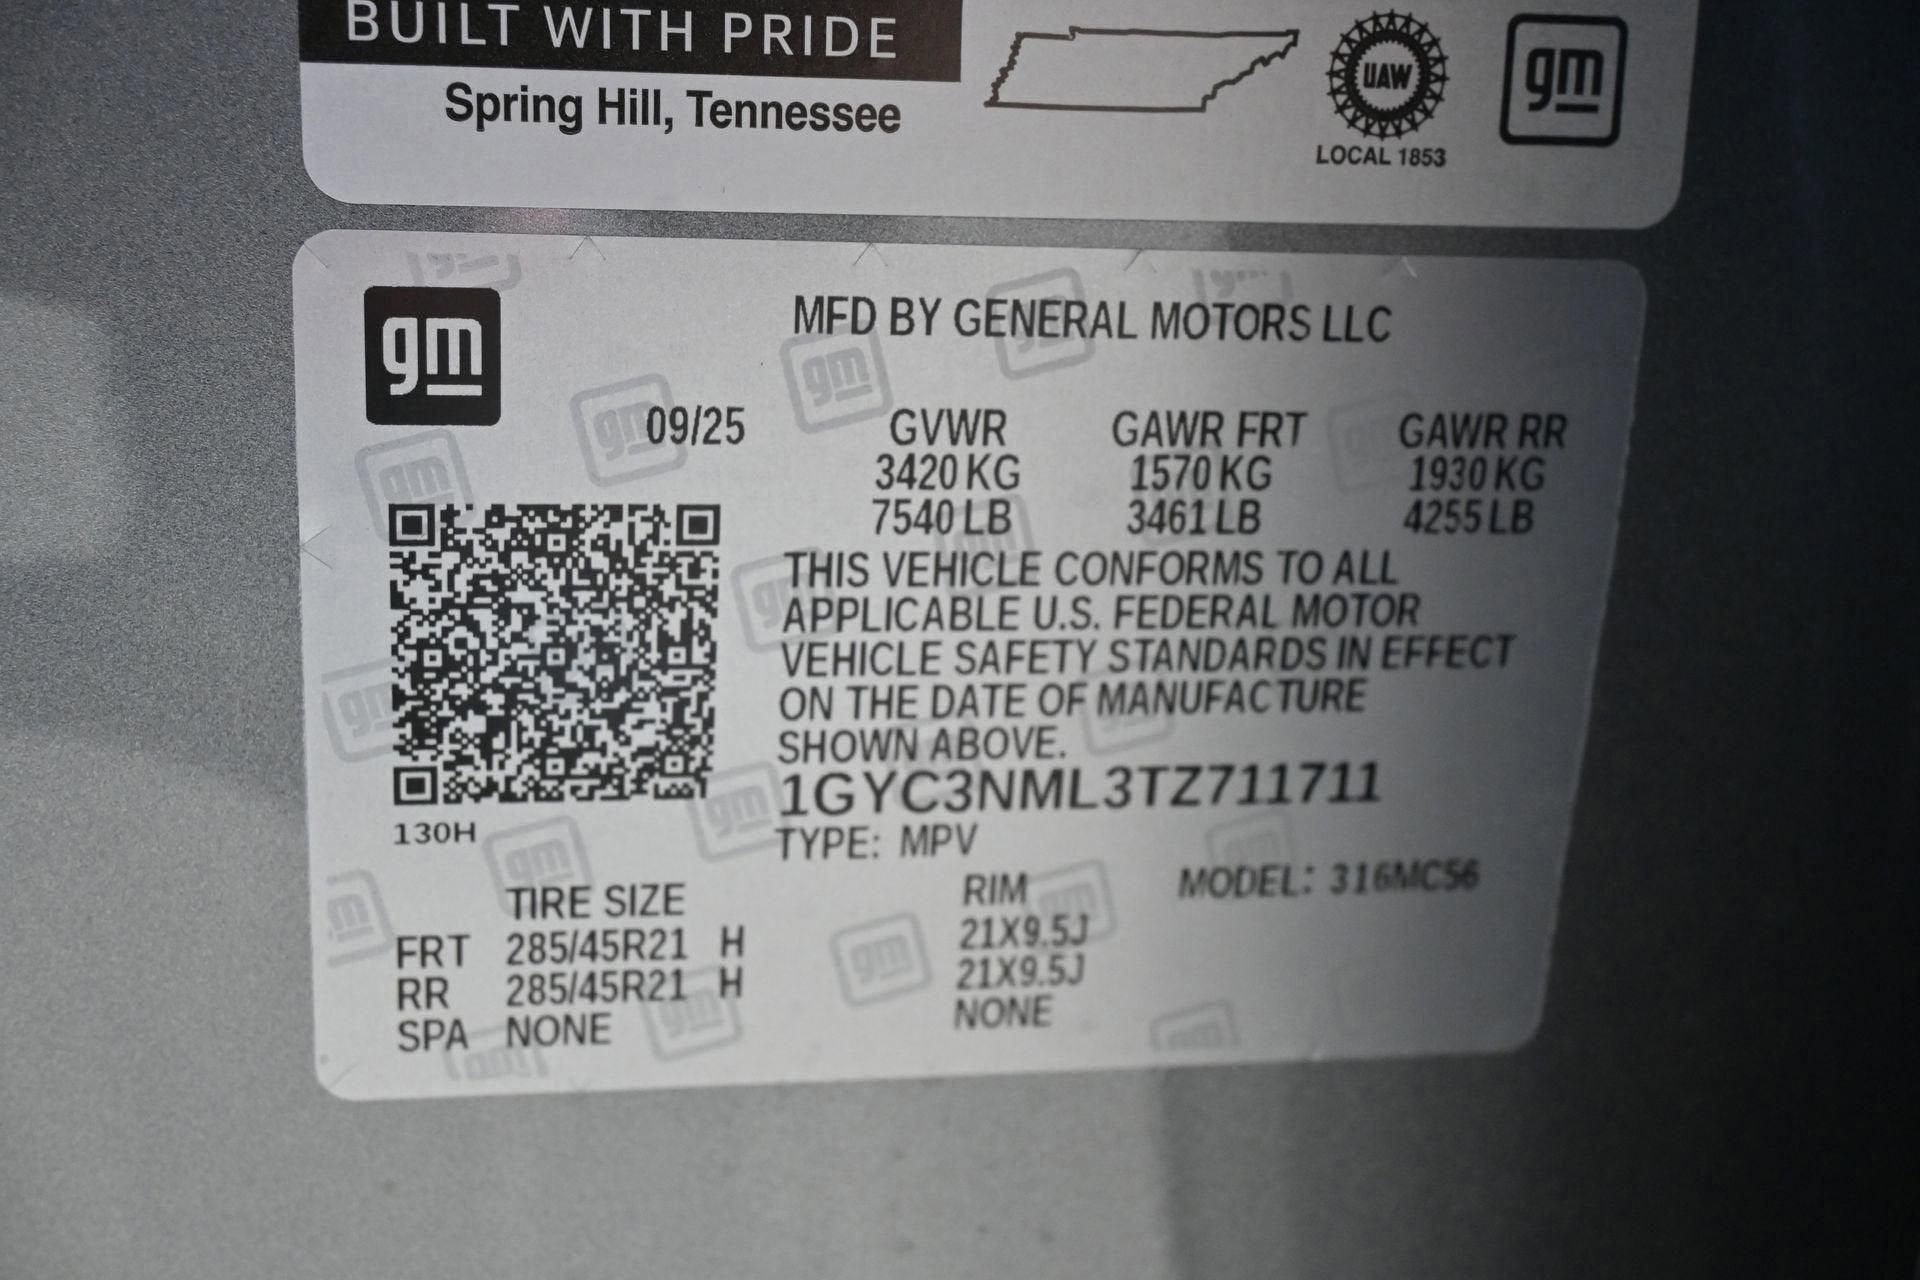 BUILT WITH PRIDE
Spring Hill, Tennessee
UAW
LOCAL 1853
gm
gm
MFD BY GENERAL MOTORS LLC
09/25
GVWR GAWR FRT GAWR RR
3420 KG 1570 KG 1930 KG
7540 LB 3461 LB 4255 LB
THIS VEHICLE CONFORMS TO ALL
APPLICABLE U.S. FEDERAL MOTOR
VEHICLE SAFETY STANDARDS IN EFFECT
ON THE DATE OF MANUFACTURE
SHOWN ABOVE.
1GYC3NML3TZ711711
130H
TYPE: MPV
MODEL: 316MC56
TIRE SIZE RIM
FRT 285/45R21 H 21X9.5J
RR 285/45R21 H 21X9.5J
SPA NONE NONE